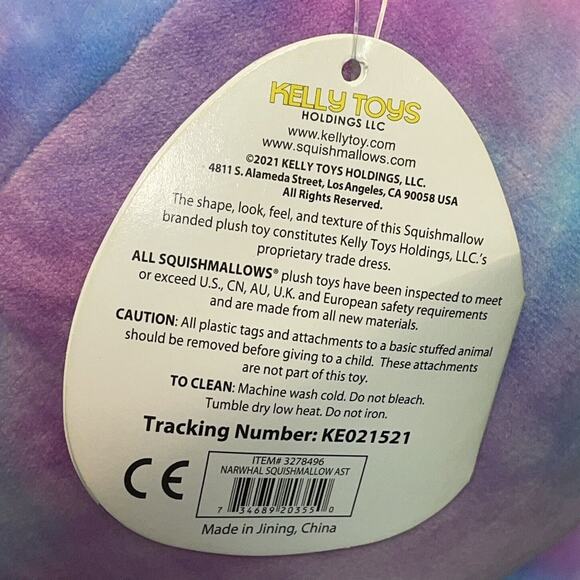 KELLY TOYS
HOLDINGS LLC
www.kellytoy.com
www.squishmallows.com
©2021 KELLY TOYS HOLDINGS, LLC.
4811 S. Alameda Street, Los Angeles, CA 90058 USA
All Rights Reserved.
The shape, look, feel, and texture of this Squishmallow
branded plush toy constitutes Kelly Toys Holdings, LLC.'s
proprietary trade dress.
ALL SQUISHMALLOWS® plush toys have been inspected to meet
or exceed U.S., CN, AU, U.K. and European safety requirements
and are made from all new materials.
CAUTION: All plastic tags and attachments to a basic stuffed animal
should be removed before giving to a child. These attachments
are not part of this toy.
TO CLEAN: Machine wash cold. Do not bleach.
Tumble dry low heat. Do not iron.
Tracking Number: KE021521
CE
ITEM# 3278496
NARWHAL SQUISHMALLOW AST
7 34689 20355 0
Made in Jining, China